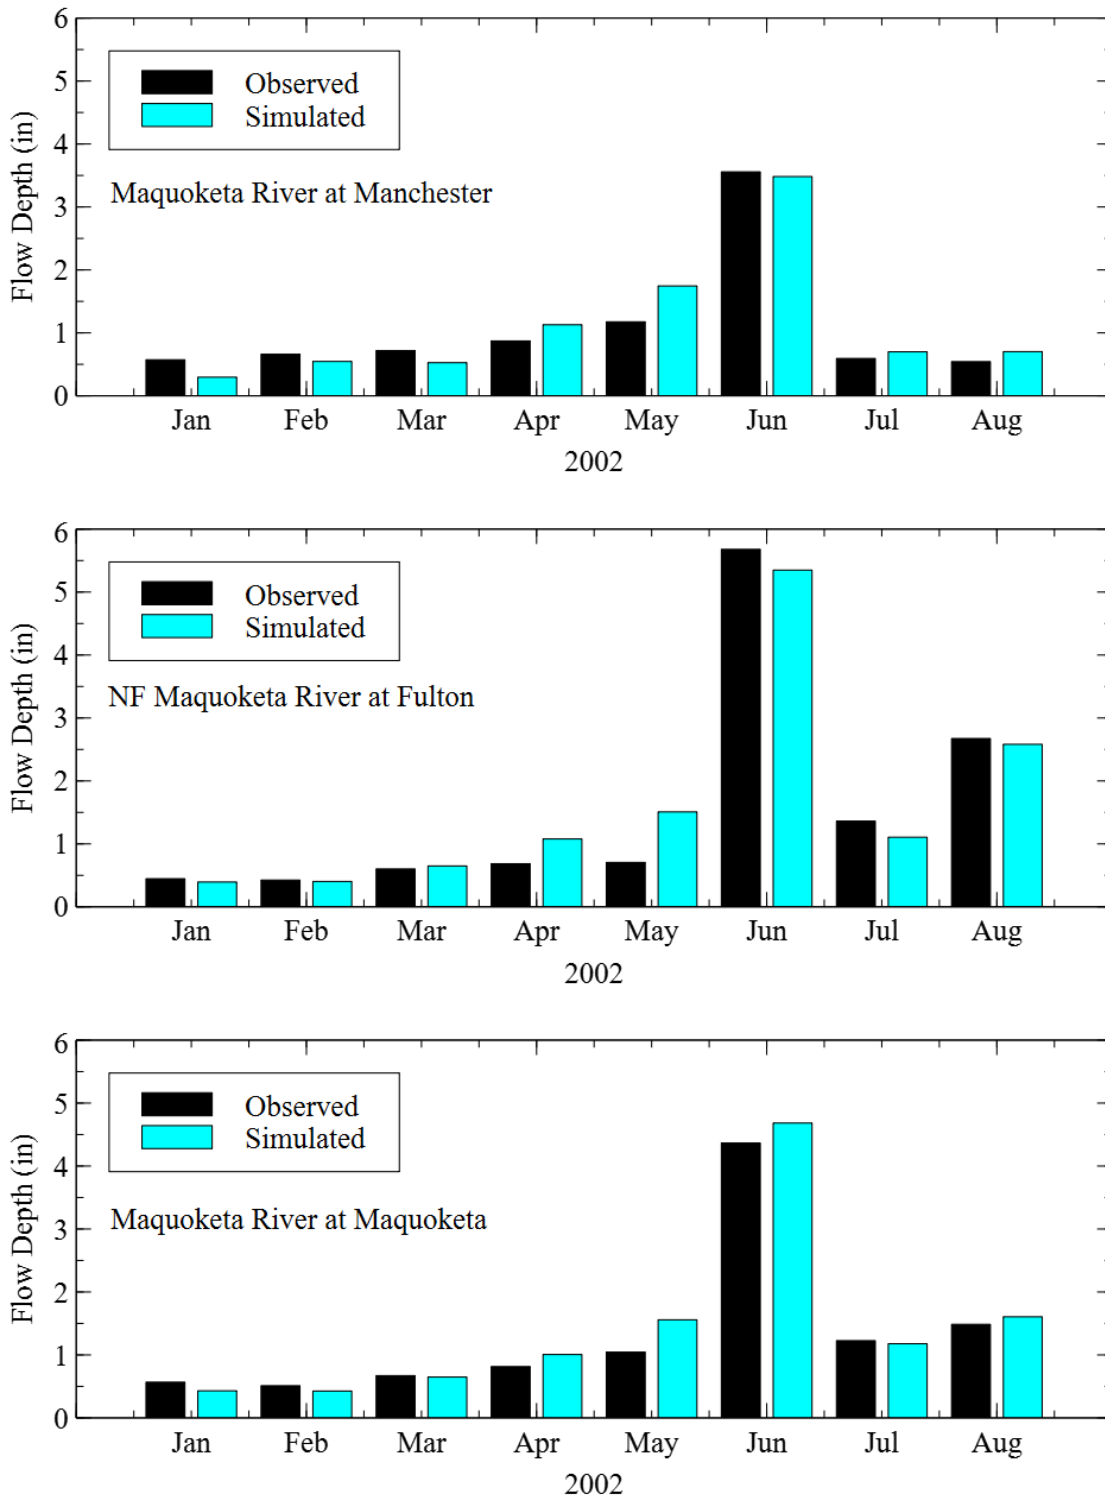 6
5
4
3
2
1
0
Flow Depth (in)
Observed
Simulated
Maquoketa River at Manchester
Jan Feb Mar Apr May Jun Jul Aug
2002
6
5
4
3
2
1
0
Flow Depth (in)
Observed
Simulated
NF Maquoketa River at Fulton
Jan Feb Mar Apr May Jun Jul Aug
2002
6
5
4
3
2
1
0
Flow Depth (in)
Observed
Simulated
Maquoketa River at Maquoketa
Jan Feb Mar Apr May Jun Jul Aug
2002